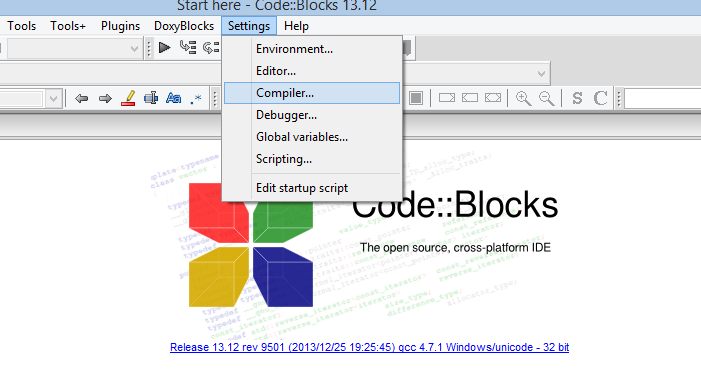 Start here - Code::Blocks 13.12
Tools Tools+ Plugins DoxyBlocks Settings Help
Environment...
Editor...
Compiler...
Debugger...
Global variables...
Scripting...
Edit startup script
Aa .* S C
Code::Blocks
The open source, cross-platform IDE
Release 13.12 rev 9501 (2013/12/25 19:25:45) gcc 4.7.1 Windows/unicode - 32 bit